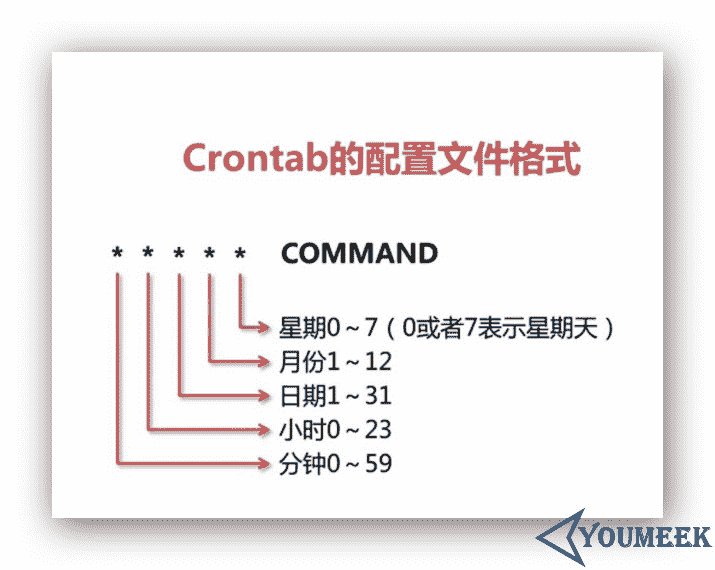 Crontab的配置文件格式
* * * * * COMMAND
星期0~7（0或者7表示星期天）
月份1~12
日期1~31
小时0~23
分钟0~59
YOUMEEK